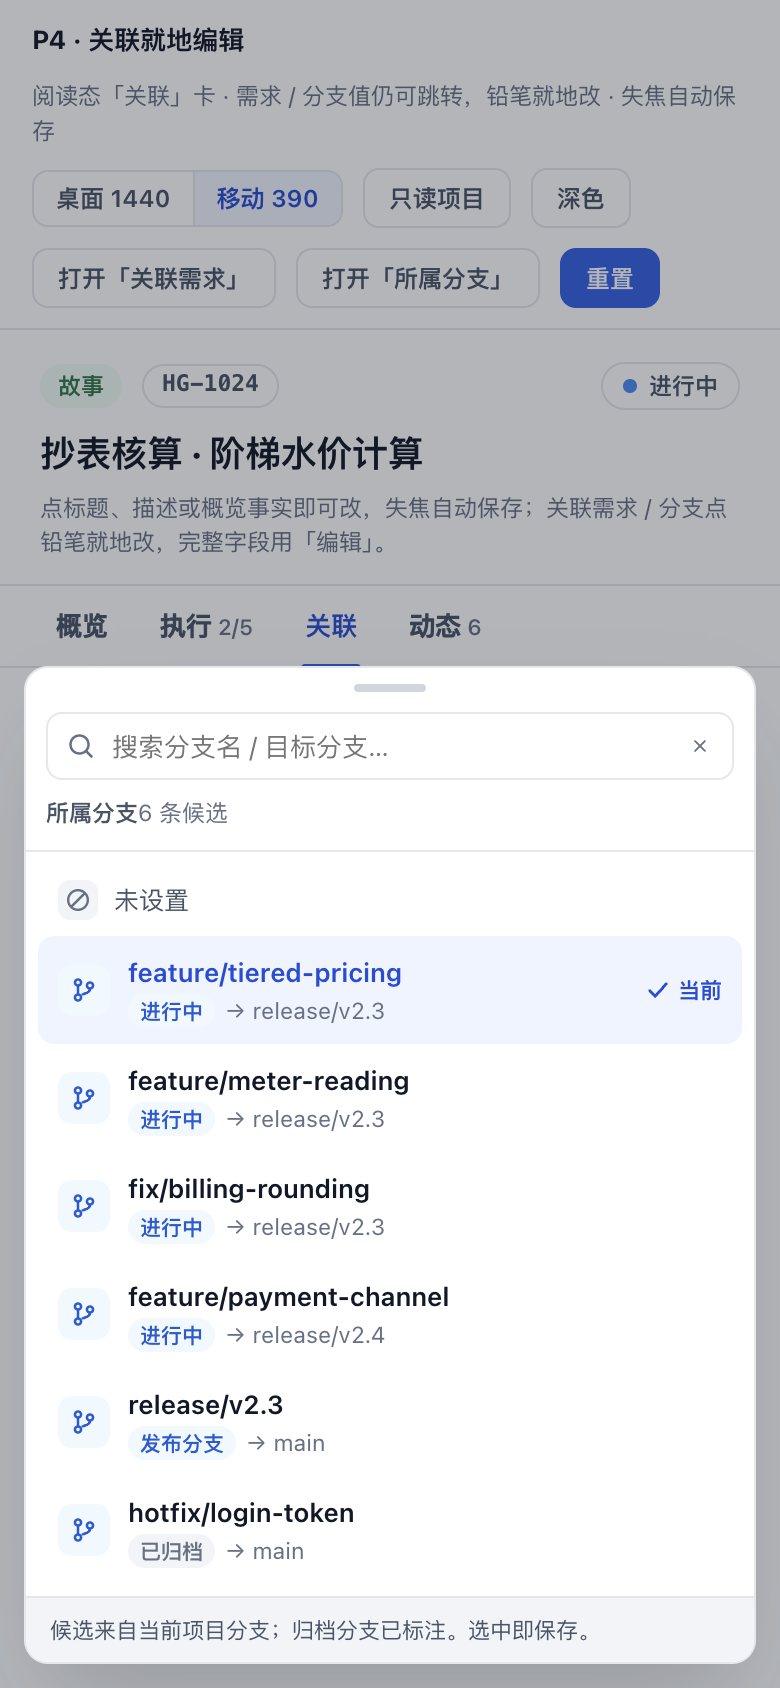 P4 · 关联就地编辑
阅读态「关联」卡 · 需求 / 分支值仍可跳转，铅笔就地改 · 失焦自动保
存
桌面 1440 移动 390 只读项目 深色
打开「关联需求」 打开「所属分支」 重置
故事 HG-1024 进行中
抄表核算 · 阶梯水价计算
点标题、描述或概览事实即可改，失焦自动保存；关联需求 / 分支点
铅笔就地改，完整字段用「编辑」。
概览 执行 2/5 关联 动态 6
搜索分支名 / 目标分支...
所属分支6 条候选
未设置
feature/tiered-pricing
进行中 → release/v2.3
当前
feature/meter-reading
进行中 → release/v2.3
fix/billing-rounding
进行中 → release/v2.3
feature/payment-channel
进行中 → release/v2.4
release/v2.3
发布分支 → main
hotfix/login-token
已归档 → main
候选来自当前项目分支；归档分支已标注。选中即保存。